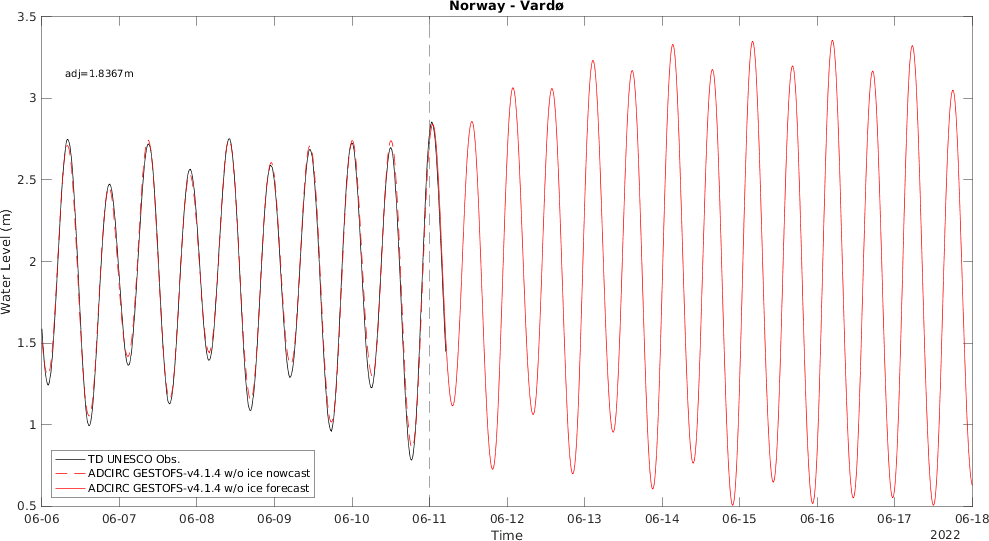 Norway - Vardø
3.5
adj=1.8367m
3
2.5
2
1.5
1
0.5
Water Level (m)
TD UNESCO Obs.
ADCIRC GESTOFS-v4.1.4 w/o ice nowcast
ADCIRC GESTOFS-v4.1.4 w/o ice forecast
06-06 06-07 06-08 06-09 06-10 06-11 06-12 06-13 06-14 06-15 06-16 06-17 06-18
Time
2022